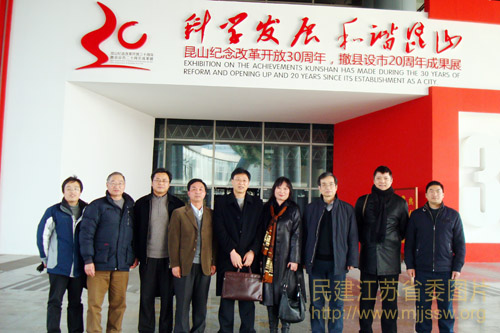 科学发展 和谐昆山
昆山纪念改革开放30周年，撤县设市20周年成果展
EXHIBITION ON THE ACHIEVEMENTS KUNSHAN HAS MADE DURING THE 30 YEARS OF
REFORM AND OPENING-UP AND 20 YEARS SINCE ITS ESTABLISHMENT AS A CITY.
30
民建江苏省委图片
http://www.mjjssw.org